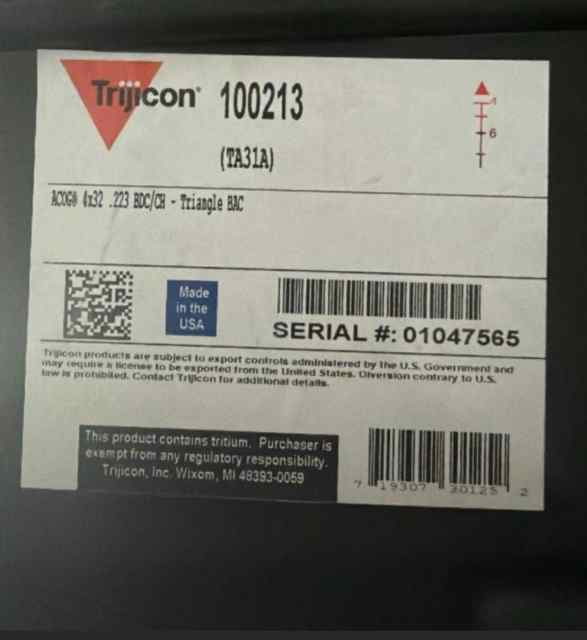 Trijicon® 100213
(TA31A)
4
6
ACOG® 4x32 .223 BDC/CH - Triangle BAC
Made
in the
USA
SERIAL #: 01047565
Trijicon products are subject to export controls administered by the U.S. Government and
may require a license to be exported from the United States. Diversion contrary to U.S.
law is prohibited. Contact Trijicon for additional details.
This product contains tritium. Purchaser is
exempt from any regulatory responsibility.
Trijicon, Inc. Wixom, MI 48393-0059
7 19307 30125 2